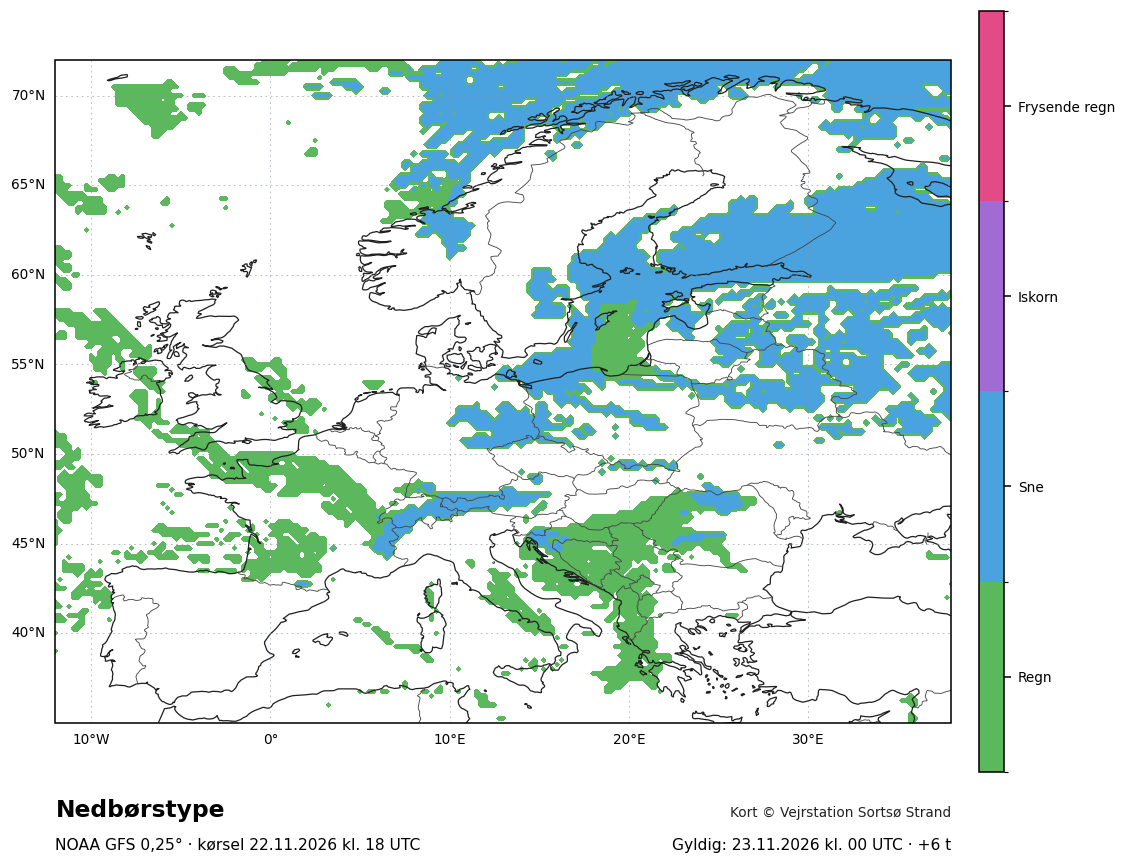 70°N
65°N
60°N
55°N
50°N
45°N
40°N
10°W
0°
10°E
20°E
30°E
Frysende regn
Iskorn
Sne
Regn
Nedbørstype
Kort © Vejrstation Sortsø Strand
NOAA GFS 0,25° · kørsel 22.11.2026 kl. 18 UTC
Gyldig: 23.11.2026 kl. 00 UTC · +6 t